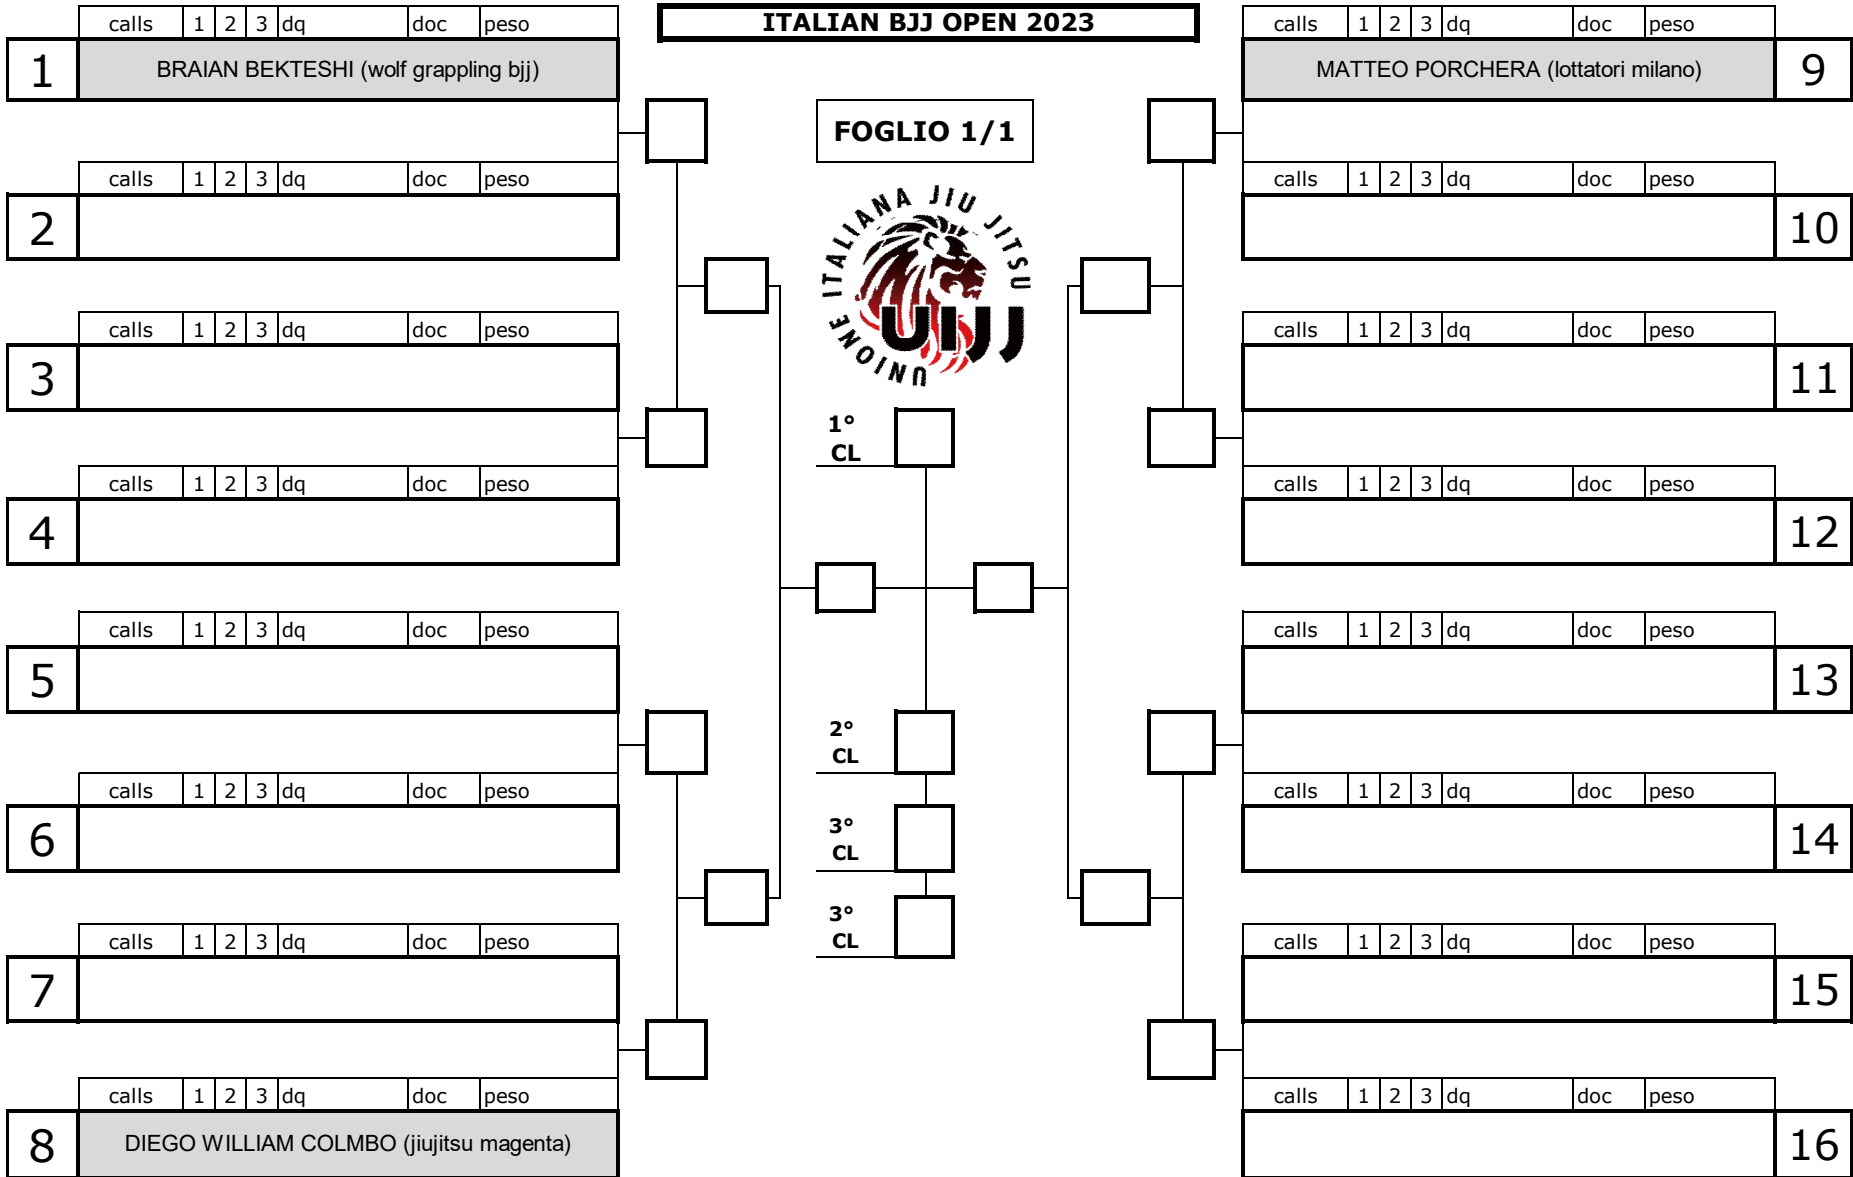 ITALIAN BJJ OPEN 2023
FOGLIO 1/1
UNIONE ITALIANA JIU JITSU
UIJJ
calls 1 2 3 dq doc peso
1 BRAIAN BEKTESHI (wolf grappling bjj)
calls 1 2 3 dq doc peso
2
calls 1 2 3 dq doc peso
3
calls 1 2 3 dq doc peso
4
calls 1 2 3 dq doc peso
5
calls 1 2 3 dq doc peso
6
calls 1 2 3 dq doc peso
7
calls 1 2 3 dq doc peso
8 DIEGO WILLIAM COLMBO (jiujitsu magenta)
1°
CL
2°
CL
3°
CL
3°
CL
calls 1 2 3 dq doc peso
MATTEO PORCHERA (lottatori milano) 9
calls 1 2 3 dq doc peso
10
calls 1 2 3 dq doc peso
11
calls 1 2 3 dq doc peso
12
calls 1 2 3 dq doc peso
13
calls 1 2 3 dq doc peso
14
calls 1 2 3 dq doc peso
15
calls 1 2 3 dq doc peso
16